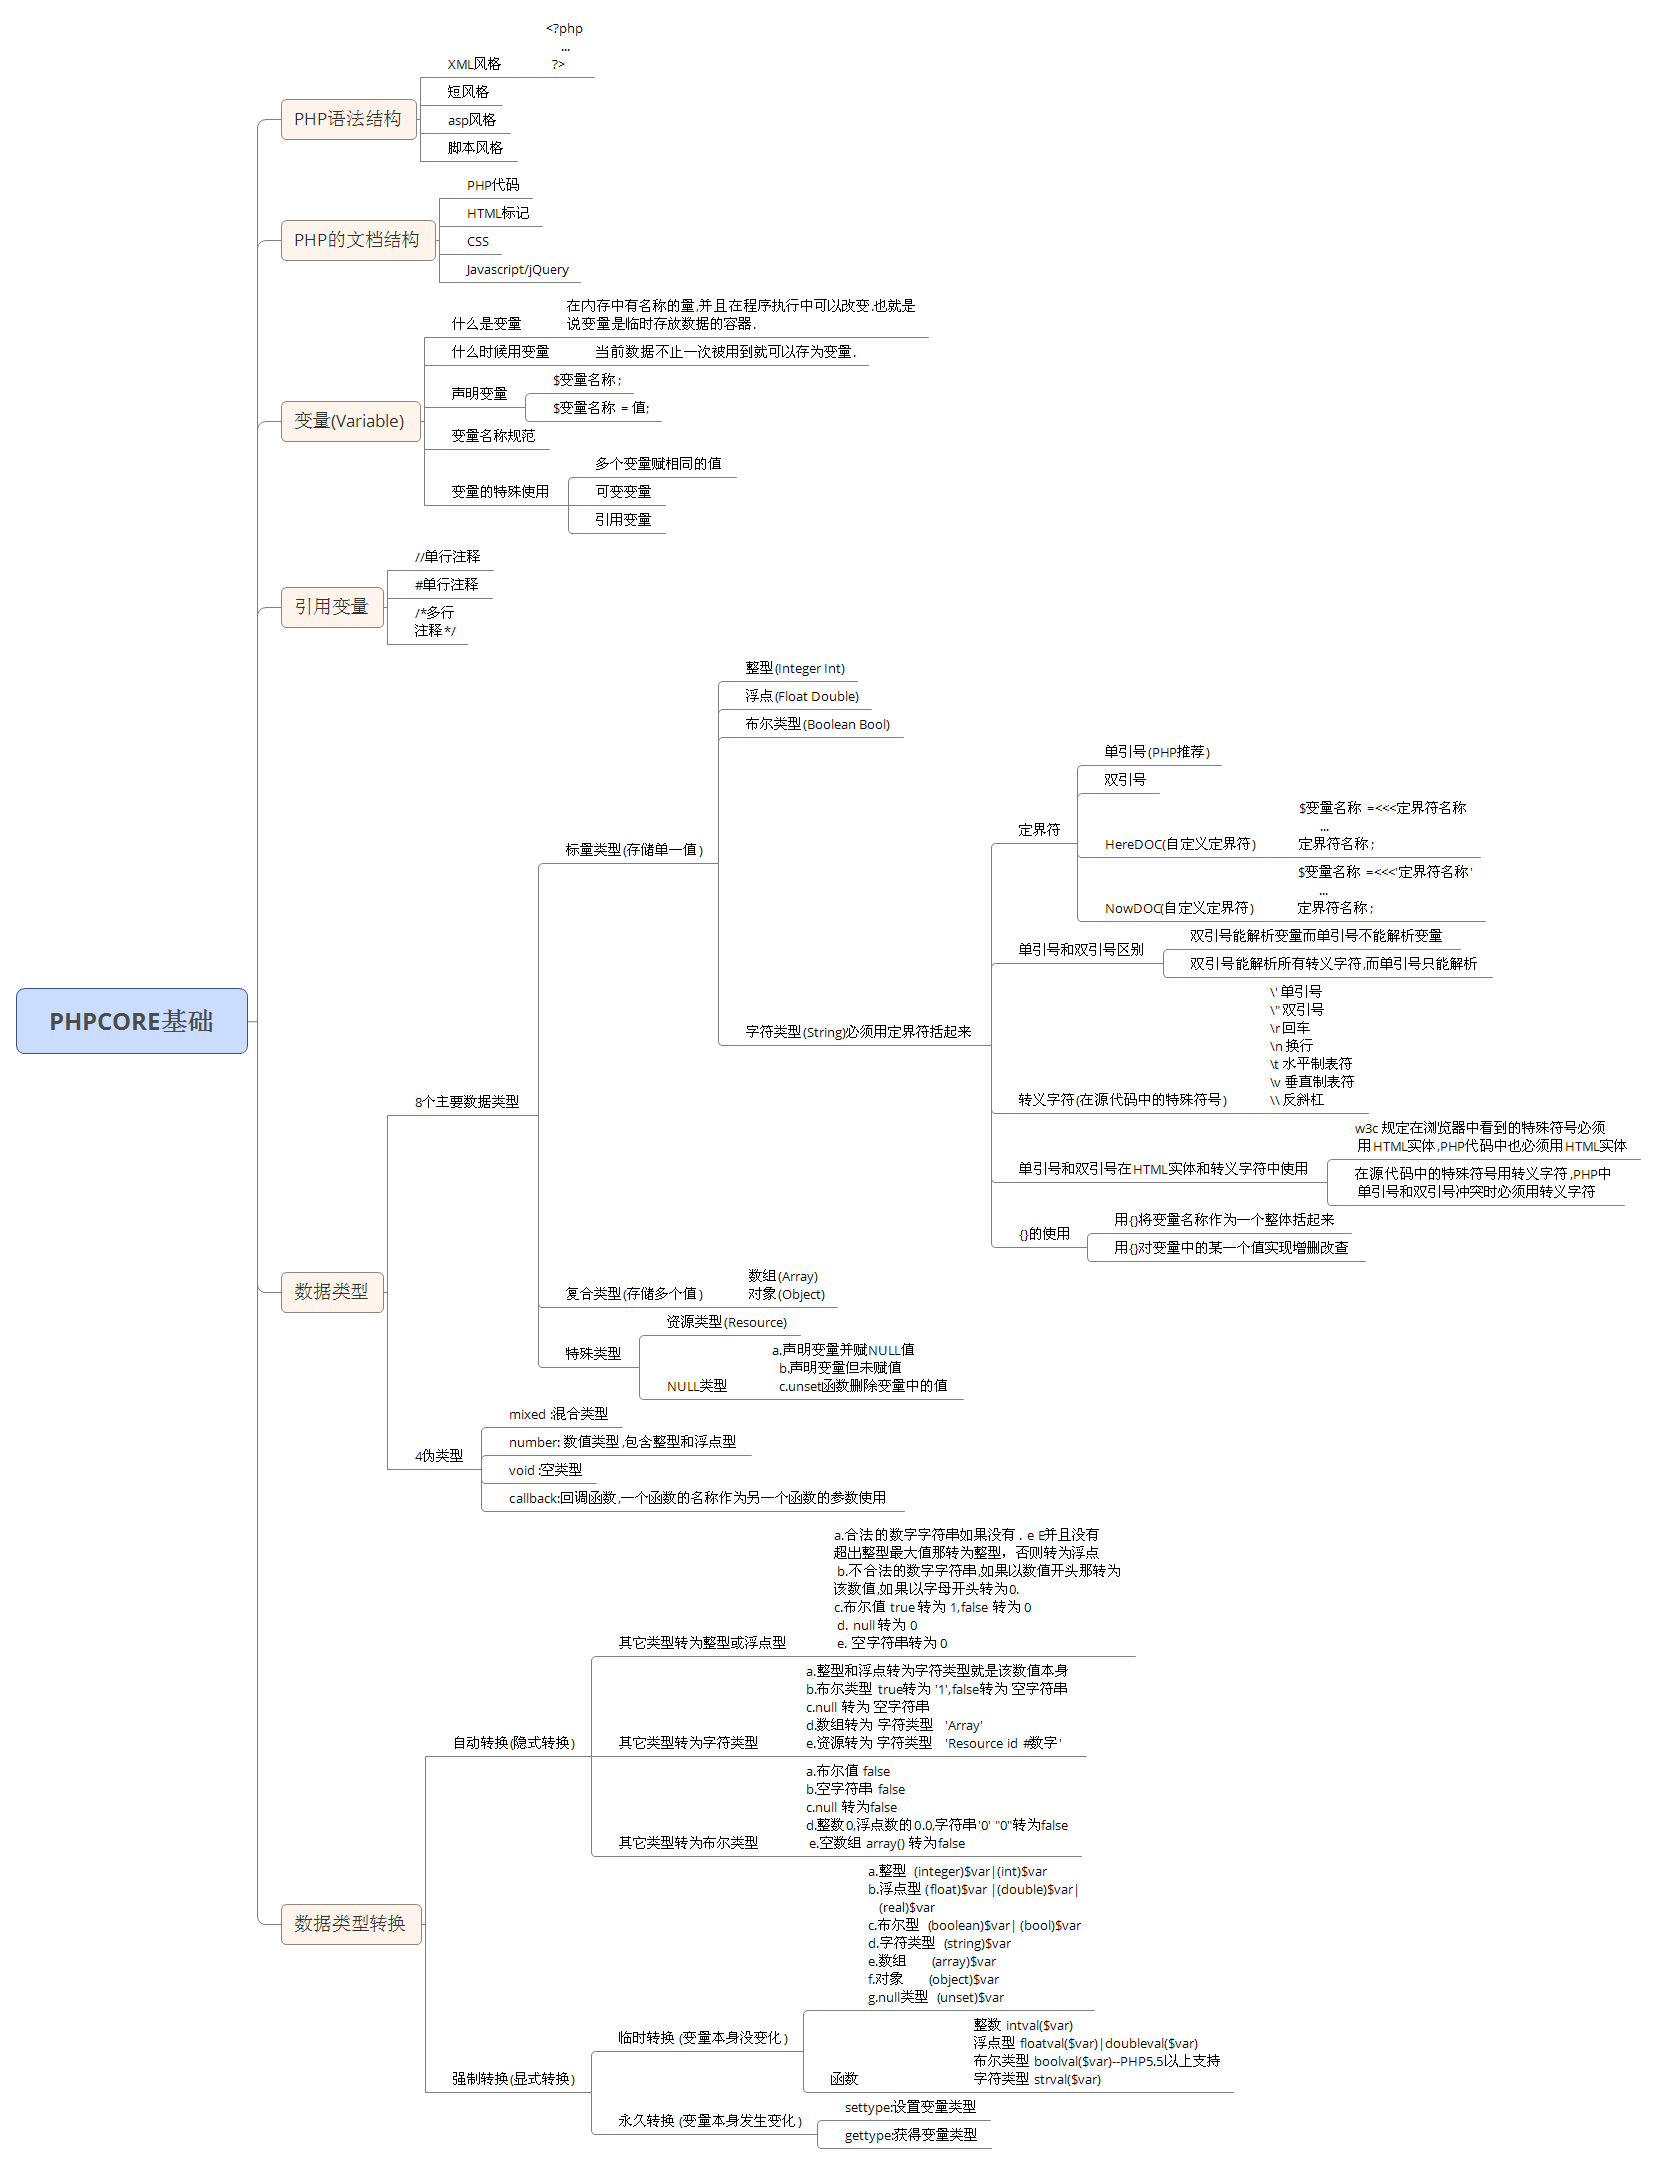 PHPCORE基础
PHP语法结构
XML风格
<?php
...
?>
短风格
asp风格
脚本风格
PHP的文档结构
PHP代码
HTML标记
CSS
Javascript/jQuery
变量(Variable)
什么是变量
在内存中有名称的量,并且在程序执行中可以改变.也就是
说变量是临时存放数据的容器.
什么时候用变量
当前数据不止一次被用到就可以存为变量.
声明变量
$变量名称;
$变量名称 = 值;
变量名称规范
变量的特殊使用
多个变量赋相同的值
可变变量
引用变量
引用变量
//单行注释
#单行注释
/*多行
注释*/
数据类型
8个主要数据类型
标量类型(存储单一值)
整型(Integer Int)
浮点(Float Double)
布尔类型(Boolean Bool)
字符类型(String)必须用定界符括起来
定界符
单引号(PHP推荐)
双引号
HereDOC(自定义定界符)
$变量名称 =<<<定界符名称
...
定界符名称;
NowDOC(自定义定界符)
$变量名称 =<<<'定界符名称'
...
定界符名称;
单引号和双引号区别
双引号能解析变量而单引号不能解析变量
双引号能解析所有转义字符,而单引号只能解析
转义字符(在源代码中的特殊符号)
\' 单引号
\" 双引号
\r 回车
\n 换行
\t 水平制表符
\v 垂直制表符
\\ 反斜杠
单引号和双引号在HTML实体和转义字符中使用
w3c 规定在浏览器中看到的特殊符号必须
用HTML实体,PHP代码中也必须用HTML实体
在源代码中的特殊符号用转义字符,PHP中
单引号和双引号冲突时必须用转义字符
{}的使用
用{}将变量名称作为一个整体括起来
用{}对变量中的某一个值实现增删改查
复合类型(存储多个值)
数组(Array)
对象(Object)
特殊类型
资源类型(Resource)
NULL类型
a.声明变量并赋NULL值
b.声明变量但未赋值
c.unset函数删除变量中的值
4伪类型
mixed :混合类型
number: 数值类型,包含整型和浮点型
void :空类型
callback:回调函数,一个函数的名称作为另一个函数的参数使用
数据类型转换
自动转换(隐式转换)
其它类型转为整型或浮点型
a.合法的数字字符串如果没有 . e E并且没有
超出整型最大值那转为整型，否则转为浮点
b.不合法的数字字符串,如果以数值开头那转为
该数值,如果以字母开头转为0.
c.布尔值 true 转为 1,false 转为 0
d. null 转为 0
e. 空字符串转为 0
其它类型转为字符类型
a.整型和浮点转为字符类型就是该数值本身
b.布尔类型 true转为 '1',false转为 空字符串
c.null 转为 空字符串
d.数组转为 字符类型 'Array'
e.资源转为 字符类型 'Resource id #数字'
其它类型转为布尔类型
a.布尔值 false
b.空字符串 false
c.null 转为false
d.整数0,浮点数的0.0,字符串'0' "0"转为false
e.空数组 array() 转为false
强制转换(显式转换)
临时转换 (变量本身没变化)
a.整型 (integer)$var|(int)$var
b.浮点型 (float)$var |(double)$var|
(real)$var
c.布尔型 (boolean)$var| (bool)$var
d.字符类型 (string)$var
e.数组 (array)$var
f.对象 (object)$var
g.null类型 (unset)$var
函数
整数 intval($var)
浮点型 floatval($var)|doubleval($var)
布尔类型 boolval($var)--PHP5.5以上支持
字符类型 strval($var)
永久转换 (变量本身发生变化)
settype:设置变量类型
gettype:获得变量类型